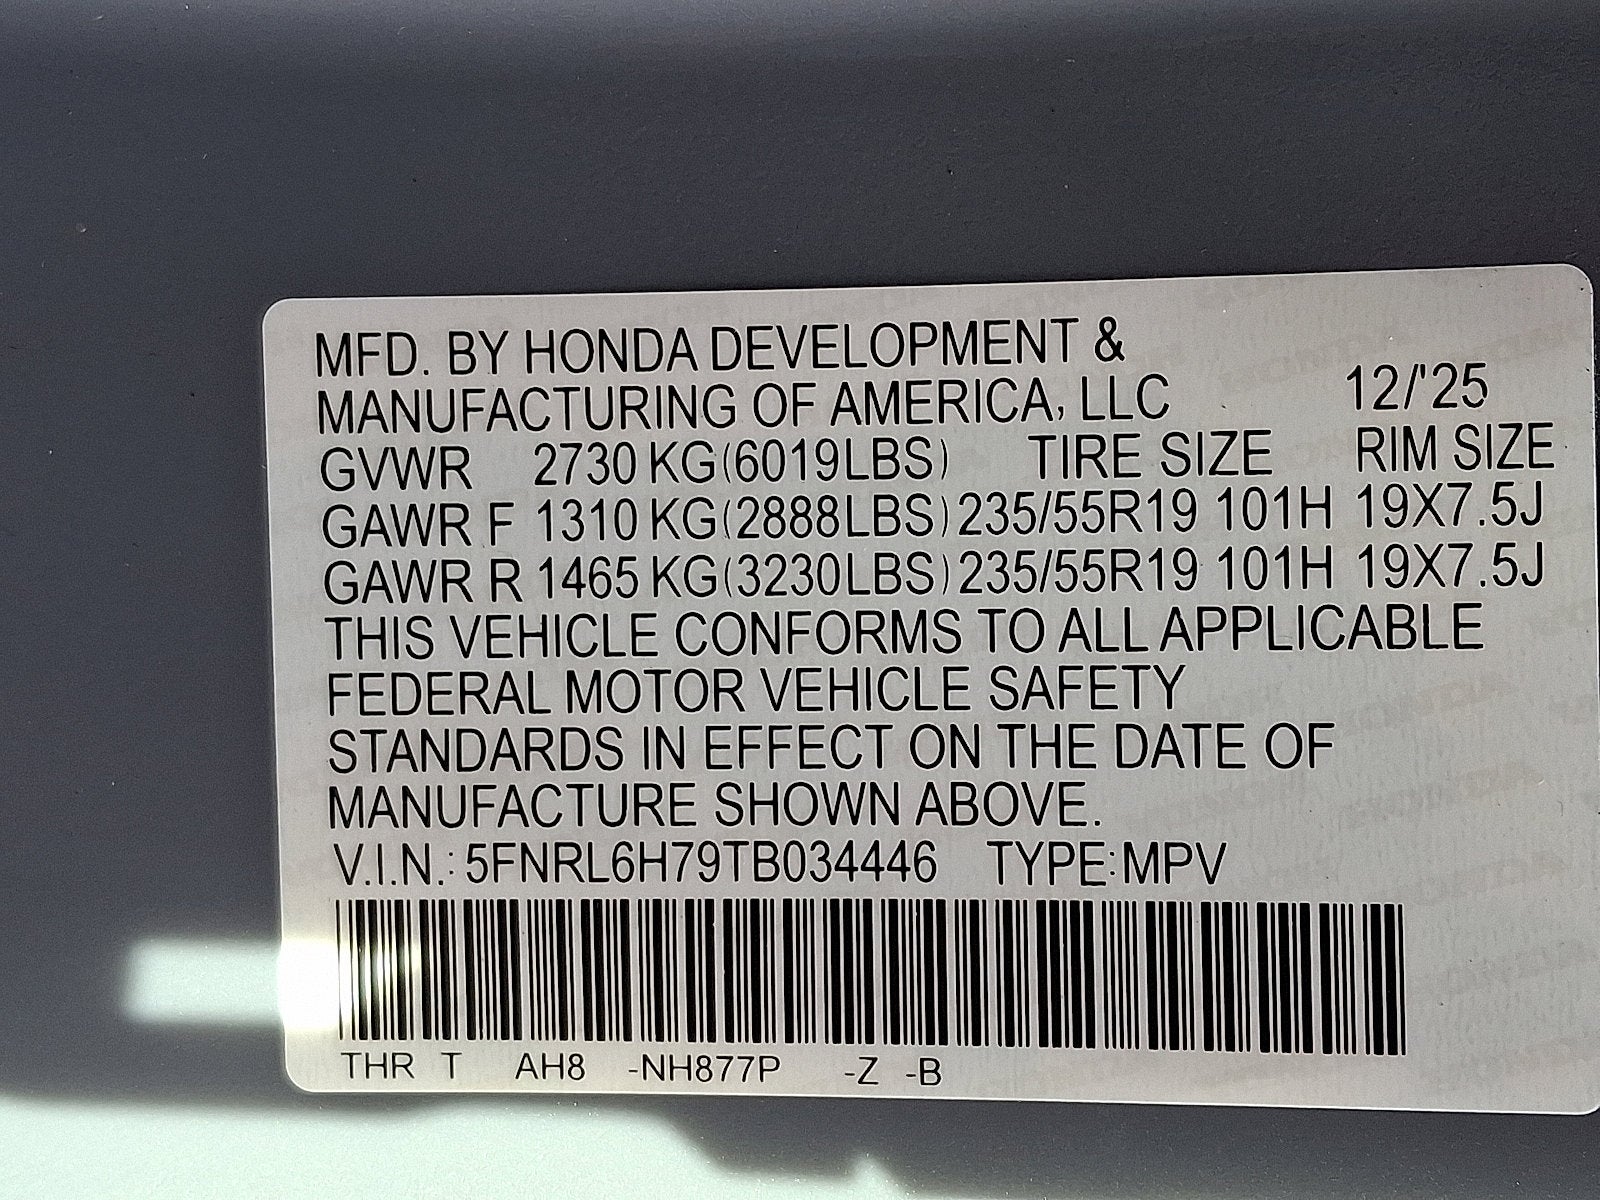 MFD. BY HONDA DEVELOPMENT &
MANUFACTURING OF AMERICA, LLC 12/'25
GVWR 2730 KG(6019LBS) TIRE SIZE RIM SIZE
GAWR F 1310 KG(2888LBS) 235/55R19 101H 19X7.5J
GAWR R 1465 KG(3230LBS) 235/55R19 101H 19X7.5J
THIS VEHICLE CONFORMS TO ALL APPLICABLE
FEDERAL MOTOR VEHICLE SAFETY
STANDARDS IN EFFECT ON THE DATE OF
MANUFACTURE SHOWN ABOVE.
V.I.N.: 5FNRL6H79TB034446 TYPE:MPV
THR T AH8 -NH877P -Z -B